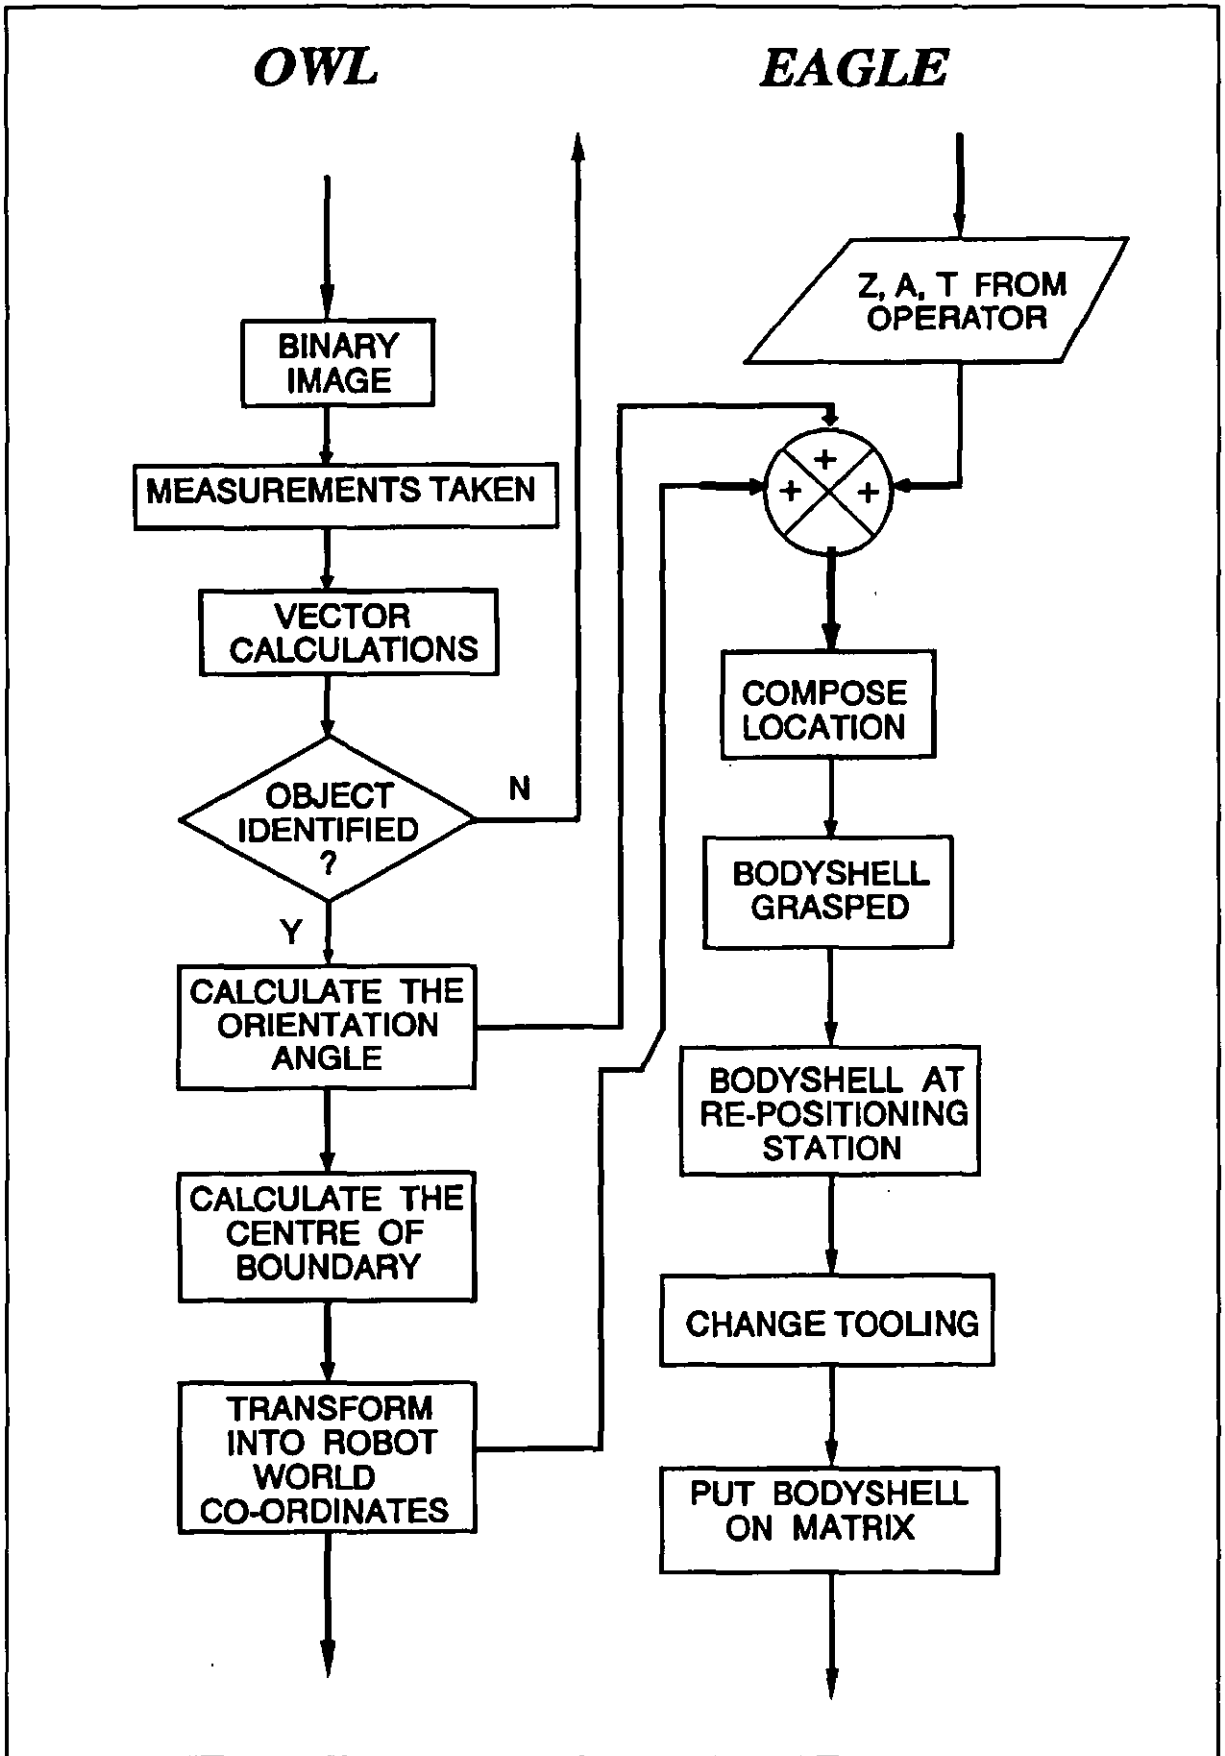 OWL
EAGLE
BINARY
IMAGE
MEASUREMENTS TAKEN
VECTOR
CALCULATIONS
OBJECT
IDENTIFIED
?
N
Y
CALCULATE THE
ORIENTATION
ANGLE
CALCULATE THE
CENTRE OF
BOUNDARY
TRANSFORM
INTO ROBOT
WORLD
CO-ORDINATES
Z, A, T FROM
OPERATOR
+
+ +
COMPOSE
LOCATION
BODYSHELL
GRASPED
BODYSHELL AT
RE-POSITIONING
STATION
CHANGE TOOLING
PUT BODYSHELL
ON MATRIX